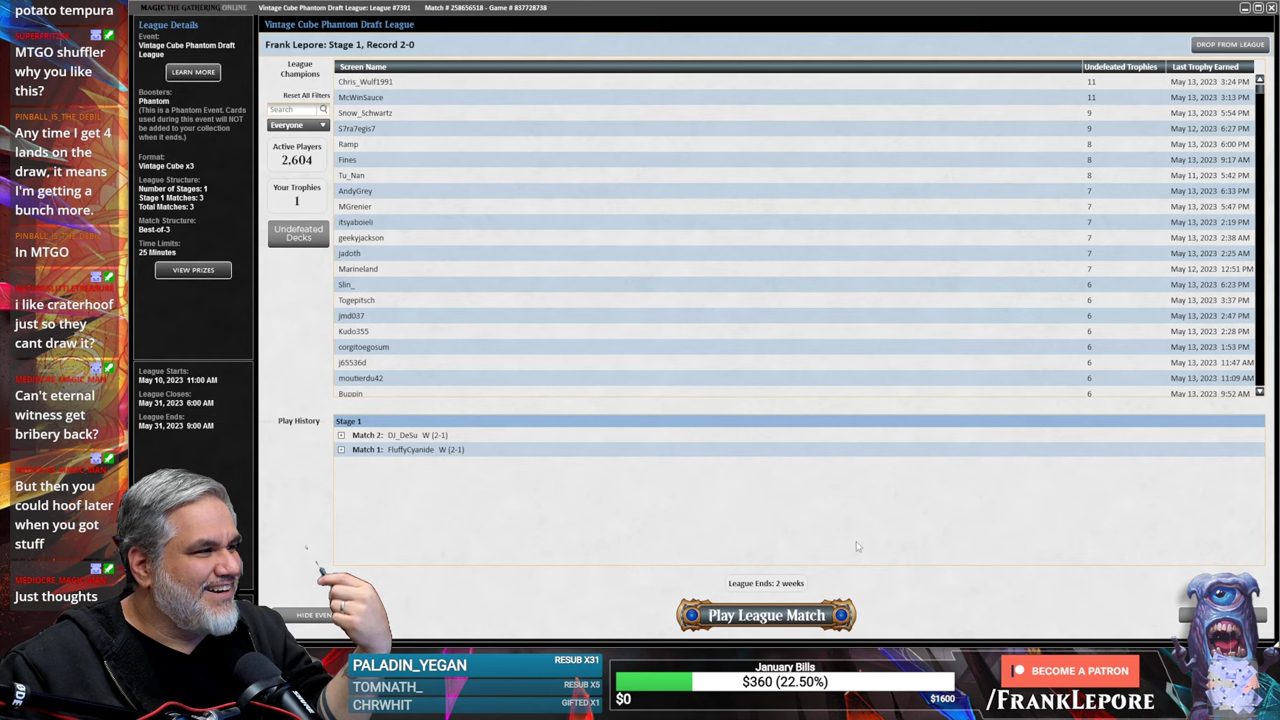 MAGIC THE GATHERING ONLINE
Vintage Cube Phantom Draft League: League #7391
Match # 258656518 - Game # 837728738
potato tempura
SUPERFRITZ
MTGO shuffler
why you like
this?
PINBALL_IS_THE_DEBIL
Any time I get 4
lands on the
draw, it means
I'm getting a
bunch more.
PINBALL_IS_THE_DEBIL
In MTGO
i like craterhoof
just so they
cant draw it?
MEDIOCRE_MAGIC_MAN
Can't eternal
witness get
bribery back?
MEDIOCRE_MAGIC_MAN
But then you
could hoof later
when you got
stuff
MEDIOCRE_MAGIC_MAN
Just thoughts
League Details
Event:
Vintage Cube Phantom Draft
League
LEARN MORE
Boosters:
Phantom
(This is a Phantom Event. Cards
used during this event will NOT
be added to your collection
when it ends.)
Format:
Vintage Cube x3
League Structure:
Number of Stages: 1
Stage 1 Matches: 3
Total Matches: 3
Match Structure:
Best-of-3
Time Limits:
25 Minutes
VIEW PRIZES
League Starts:
May 10, 2023 11:00 AM
League Closes:
May 31, 2023 6:00 AM
League Ends:
May 31, 2023 9:00 AM
Vintage Cube Phantom Draft League
Frank Lepore: Stage 1, Record 2-0
DROP FROM LEAGUE
League
Champions
Reset All Filters
Search
Everyone
Active Players
2,604
Your Trophies
1
Undefeated
Decks
Screen Name Undefeated Trophies Last Trophy Earned
Chris_Wulf1991 11 May 13, 2023 3:24 PM
McWinSauce 11 May 13, 2023 3:13 PM
Snow_Schwartz 9 May 13, 2023 5:54 PM
S7ra7egis7 9 May 12, 2023 6:27 PM
Ramp 8 May 13, 2023 6:00 PM
Fines 8 May 13, 2023 9:17 AM
Tu_Nan 8 May 11, 2023 5:42 PM
AndyGrey 7 May 13, 2023 6:33 PM
MGrenier 7 May 13, 2023 5:47 PM
itsyaboieli 7 May 13, 2023 2:19 PM
geekyjackson 7 May 13, 2023 2:38 AM
jadoth 7 May 13, 2023 2:25 AM
Marineland 7 May 12, 2023 12:51 PM
Slin_ 6 May 13, 2023 6:23 PM
Togepitsch 6 May 13, 2023 3:37 PM
jmd037 6 May 13, 2023 2:47 PM
Kudo355 6 May 13, 2023 2:28 PM
corgitoegosum 6 May 13, 2023 1:53 PM
j65536d 6 May 13, 2023 11:47 AM
moutierdu42 6 May 13, 2023 11:09 AM
Buppin 6 May 13, 2023 9:52 AM
Play History
Stage 1
Match 2: DJ_DeSu W (2-1)
Match 1: FluffyCyanide W (2-1)
League Ends: 2 weeks
HIDE EVEN
Play League Match
PALADIN_YEGAN RESUB X31
TOMNATH_ RESUB X5
CHRWHIT GIFTED X1
January Bills
$360 (22.50%)
$0 $1600
BECOME A PATRON
/FRANKLEPORE